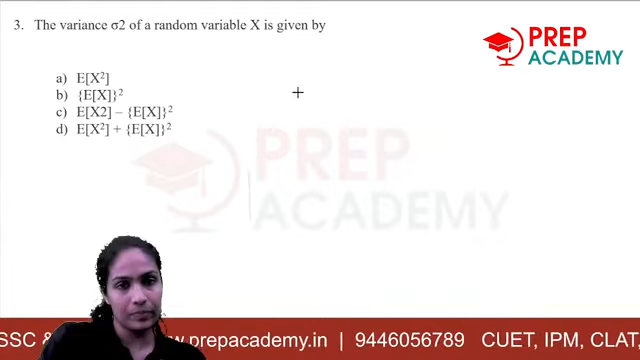 3. The variance σ2 of a random variable X is given by
PREP
ACADEMY
a) E[X²]
b) {E[X]}²
c) E[X2] – {E[X]}²
d) E[X²] + {E[X]}²
PREP
ACADEMY
SSC & w.prepacademy.in | 9446056789 CUET, IPM, CLAT,